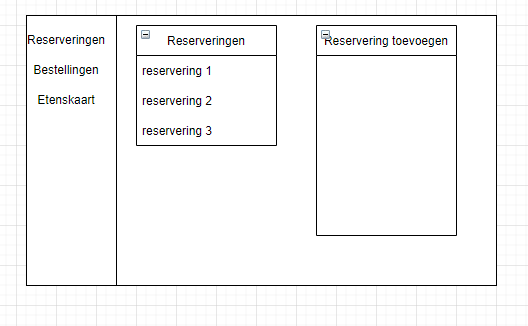 Reserveringen
Bestellingen
Etenskaart
Reserveringen
reservering 1
reservering 2
reservering 3
Reservering toevoegen